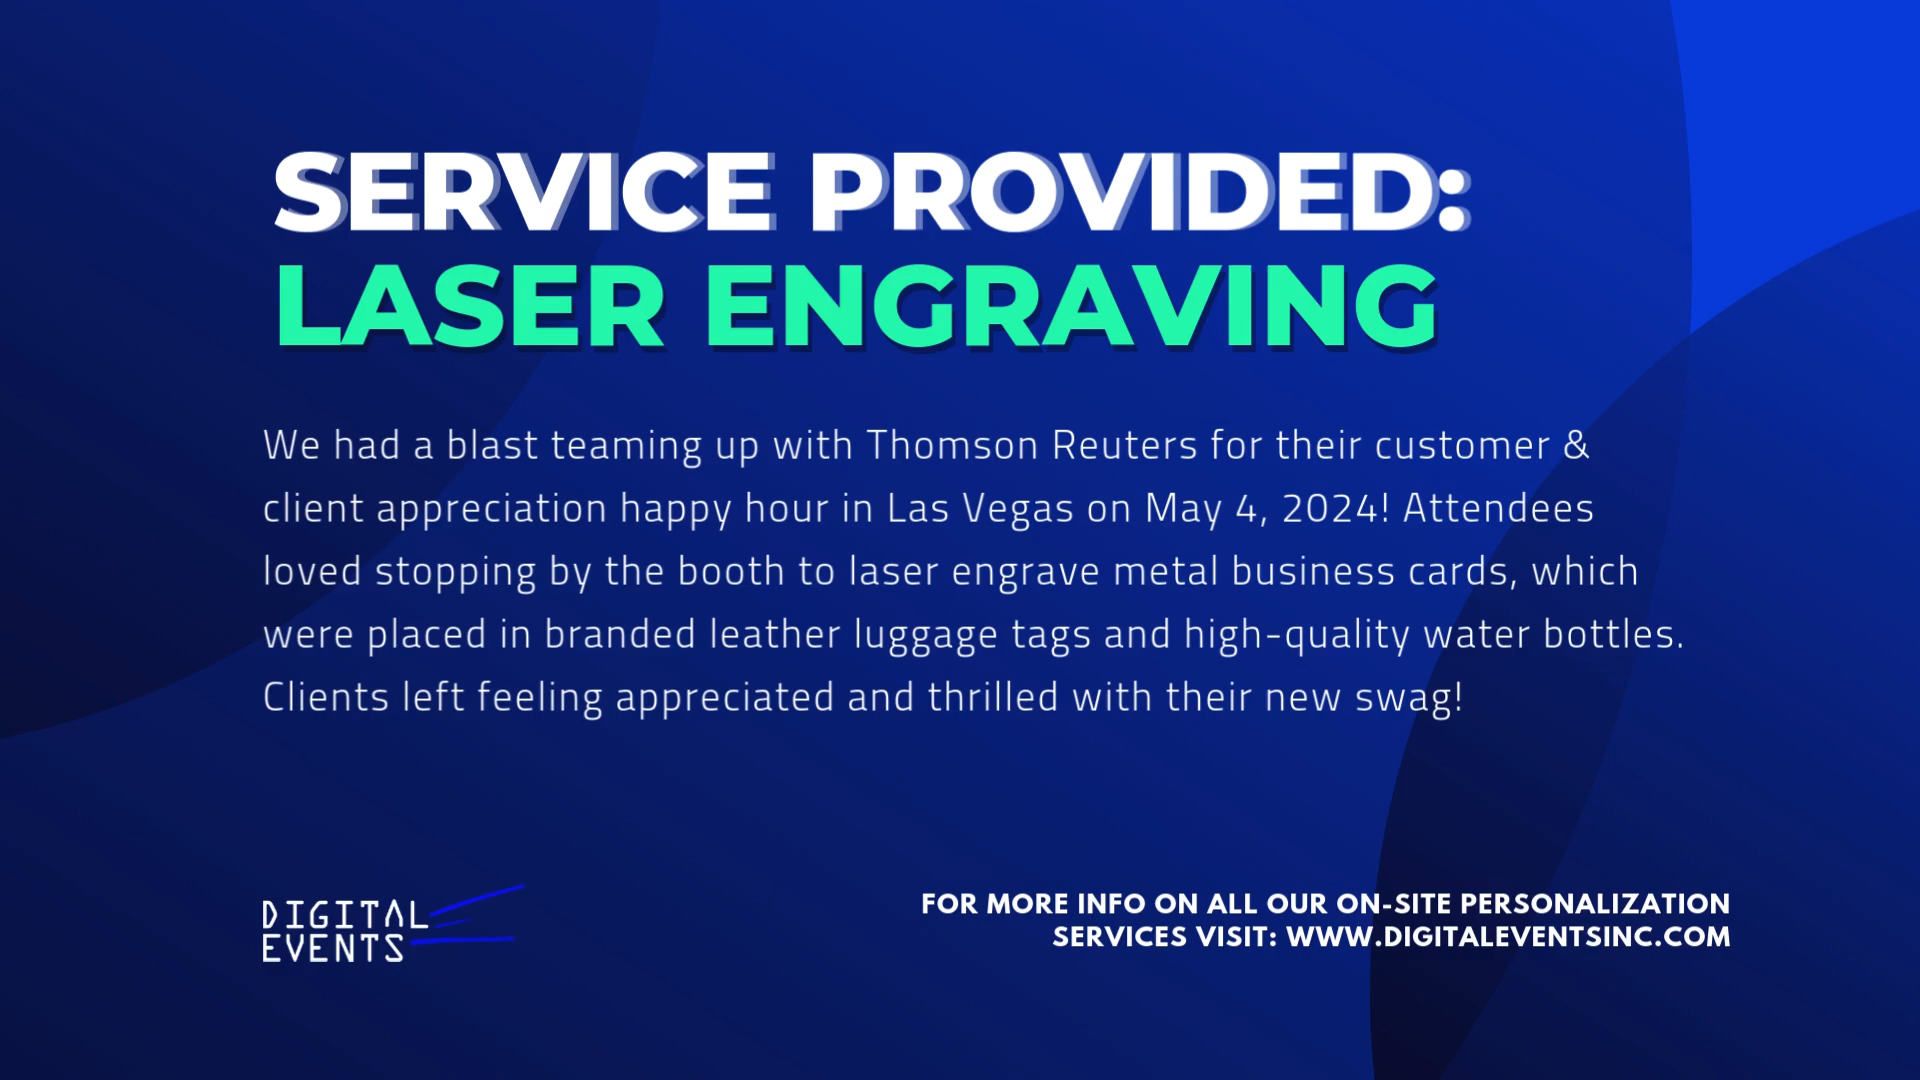 SERVICE PROVIDED:
LASER ENGRAVING
We had a blast teaming up with Thomson Reuters for their customer &
client appreciation happy hour in Las Vegas on May 4, 2024! Attendees
loved stopping by the booth to laser engrave metal business cards, which
were placed in branded leather luggage tags and high-quality water bottles.
Clients left feeling appreciated and thrilled with their new swag!
DIGITAL
EVENTS
FOR MORE INFO ON ALL OUR ON-SITE PERSONALIZATION
SERVICES VISIT: WWW.DIGITALEVENTSINC.COM